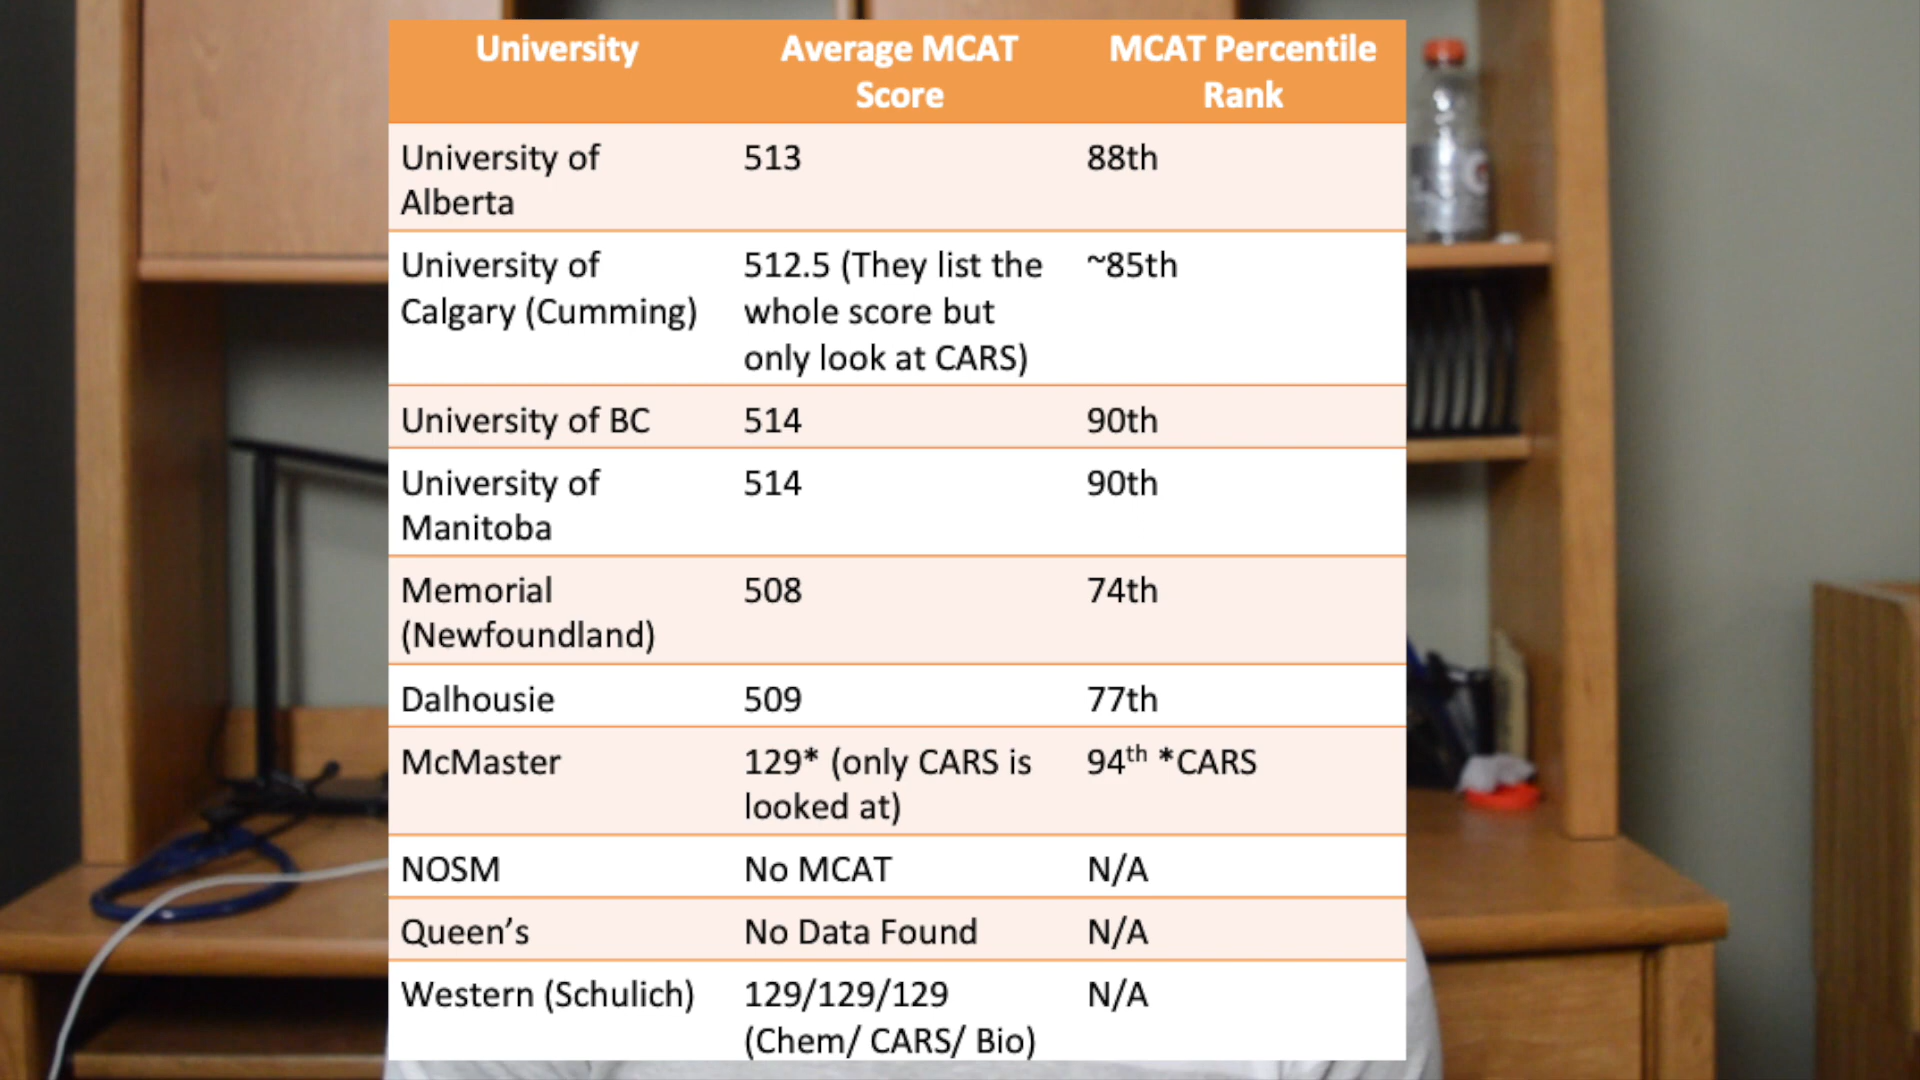 University
Average MCAT
Score
MCAT Percentile
Rank
University of
Alberta
513
88th
University of
Calgary (Cumming)
512.5 (They list the
whole score but
only look at CARS)
~85th
University of BC
514
90th
University of
Manitoba
514
90th
Memorial
(Newfoundland)
508
74th
Dalhousie
509
77th
McMaster
129* (only CARS is
looked at)
94th *CARS
NOSM
No MCAT
N/A
Queen’s
No Data Found
N/A
Western (Schulich)
129/129/129
(Chem/ CARS/ Bio)
N/A